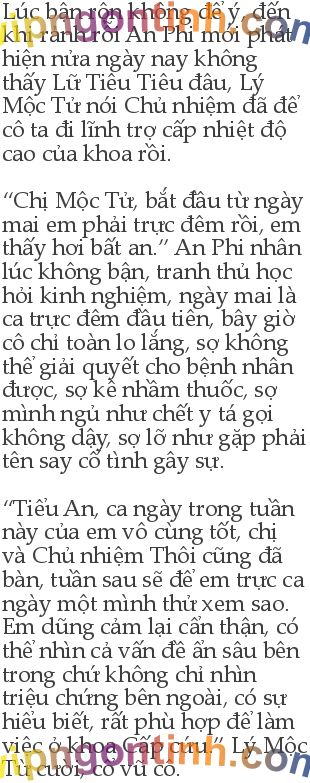 Lúc bận rộn không để ý, đến
khi rảnh rỗi An Phi mới phát
hiện nửa ngày nay không
thấy Lữ Tiêu Tiêu đâu, Lý
Mộc Tử nói Chủ nhiệm đã để
cô ta đi lĩnh trợ cấp nhiệt độ
cao của khoa rồi.
“Chị Mộc Tử, bắt đầu từ ngày
mai em phải trực đêm rồi, em
thấy hơi bất an.” An Phi nhân
lúc không bận, tranh thủ học
hỏi kinh nghiệm, ngày mai là
ca trực đêm đầu tiên, bây giờ
cô chỉ toàn lo lắng, sợ không
thể giải quyết cho bệnh nhân
được, sợ kê nhầm thuốc, sợ
mình ngủ như chết y tá gọi
không dậy, sợ lỡ như gặp phải
tên say cố tình gây sự.
“Tiểu An, ca ngày trong tuần
này của em vô cùng tốt, chị
và Chủ nhiệm Thôi cũng đã
bàn, tuần sau sẽ để em trực ca
ngày một mình thử xem sao.
Em dũng cảm lại cẩn thận, có
thể nhìn cả vấn đề ẩn sâu bên
trong chứ không chỉ nhìn
triệu chứng bên ngoài, có sự
hiểu biết, rất phù hợp để làm
việc ở khoa Cấp cứu.” Lý Mộc
Tử cười, cổ vũ cô.
vipngontinh.com
vipngontinh.com